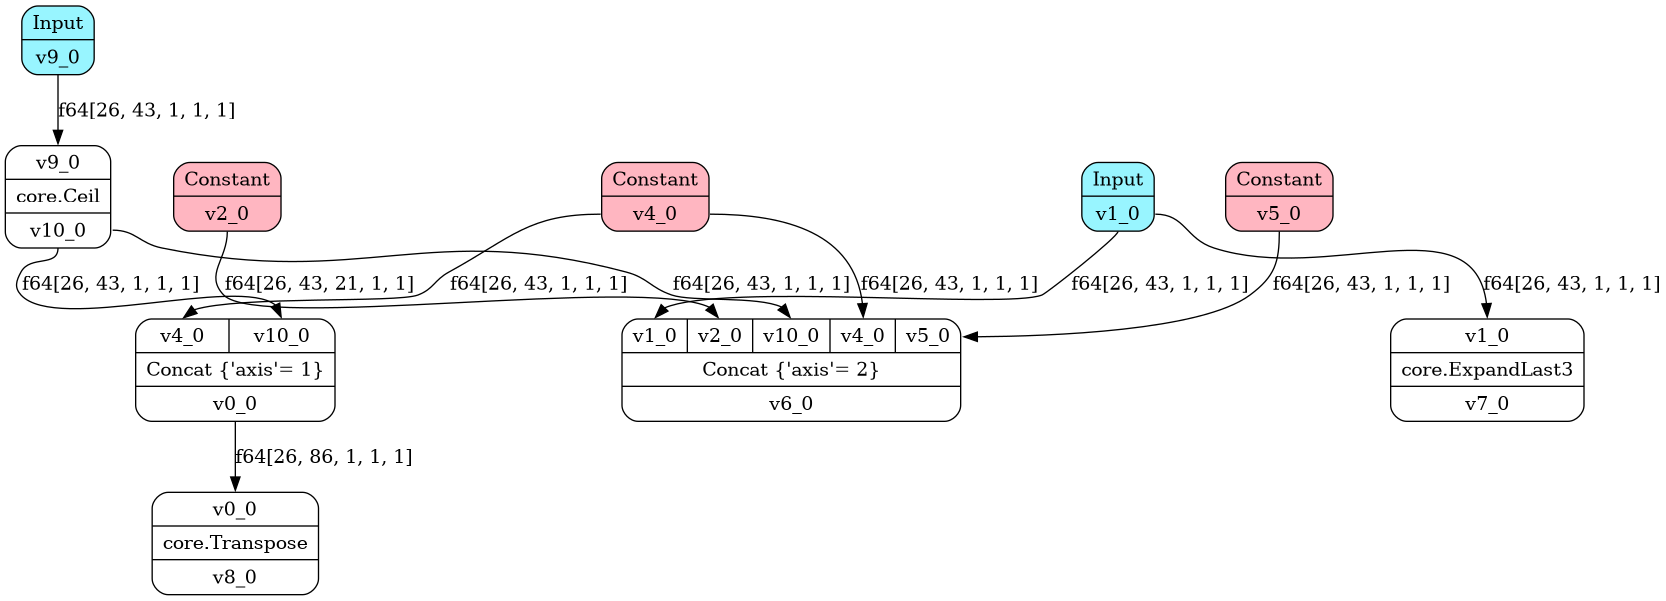 Input
v9_0
f64[26, 43, 1, 1, 1]
v9_0
core.Ceil
v10_0
Constant
v2_0
Constant
v4_0
Input
v1_0
Constant
v5_0
f64[26, 43, 1, 1, 1]
f64[26, 43, 21, 1, 1]
f64[26, 43, 1, 1, 1]
f64[26, 43, 1, 1, 1]
f64[26, 43, 1, 1, 1]
f64[26, 43, 1, 1, 1]
f64[26, 43, 1, 1, 1]
f64[26, 43, 1, 1, 1]
v4_0 v10_0
Concat {'axis'= 1}
v0_0
v1_0 v2_0 v10_0 v4_0 v5_0
Concat {'axis'= 2}
v6_0
v1_0
core.ExpandLast3
v7_0
f64[26, 86, 1, 1, 1]
v0_0
core.Transpose
v8_0